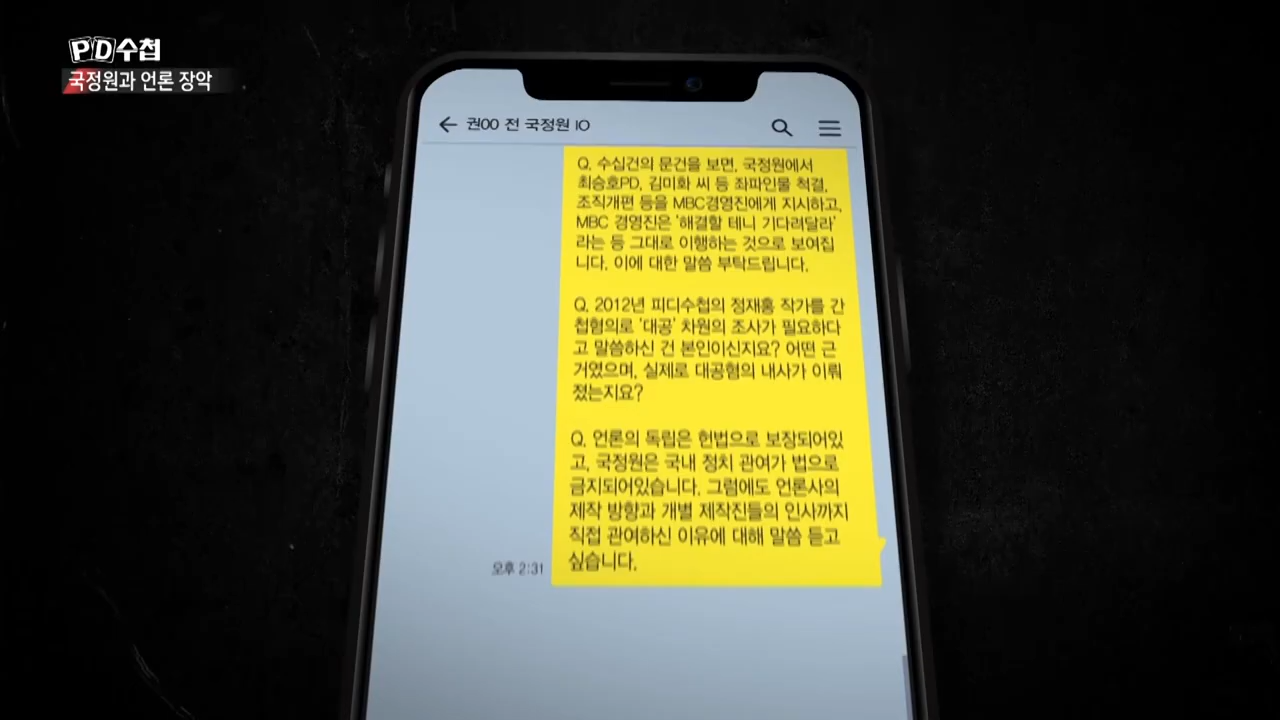 PD수첩
국정원과 언론 장악
권00 전 국정원 IO
Q. 수십건의 문건을 보면, 국정원에서
최승호PD, 김미화 씨 등 좌파인물 척결,
조직개편 등을 MBC경영진에게 지시하고,
MBC 경영진은 '해결할 테니 기다려달라'
라는 등 그대로 이행하는 것으로 보여집
니다. 이에 대한 말씀 부탁드립니다.
Q. 2012년 피디수첩의 정재홍 작가를 간
첩혐의로 '대공' 차원의 조사가 필요하다
고 말씀하신 건 본인이신지요? 어떤 근
거였으며, 실제로 대공혐의 내사가 이뤄
졌는지요?
Q. 언론의 독립은 헌법으로 보장되어있
고, 국정원은 국내 정치 관여가 법으로
금지되어있습니다. 그럼에도 언론사의
제작 방향과 개별 제작진들의 인사까지
직접 관여하신 이유에 대해 말씀 듣고
싶습니다.
오후 2:31